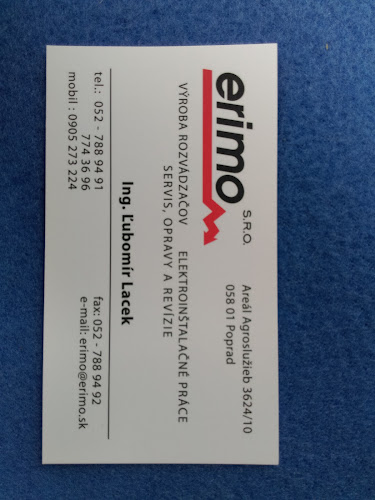 erimo S.R.O.
Areál Agroslužieb 3624/10
058 01 Poprad
VÝROBA ROZVÁDZAČOV ELEKTROINŠTALAČNÉ PRÁCE
SERVIS, OPRAVY A REVÍZIE
Ing. Ľubomír Lacek
tel.: 052 - 788 94 91
774 36 96
mobil : 0905 273 224
fax: 052 - 788 94 92
e-mail: erimo@erimo.sk